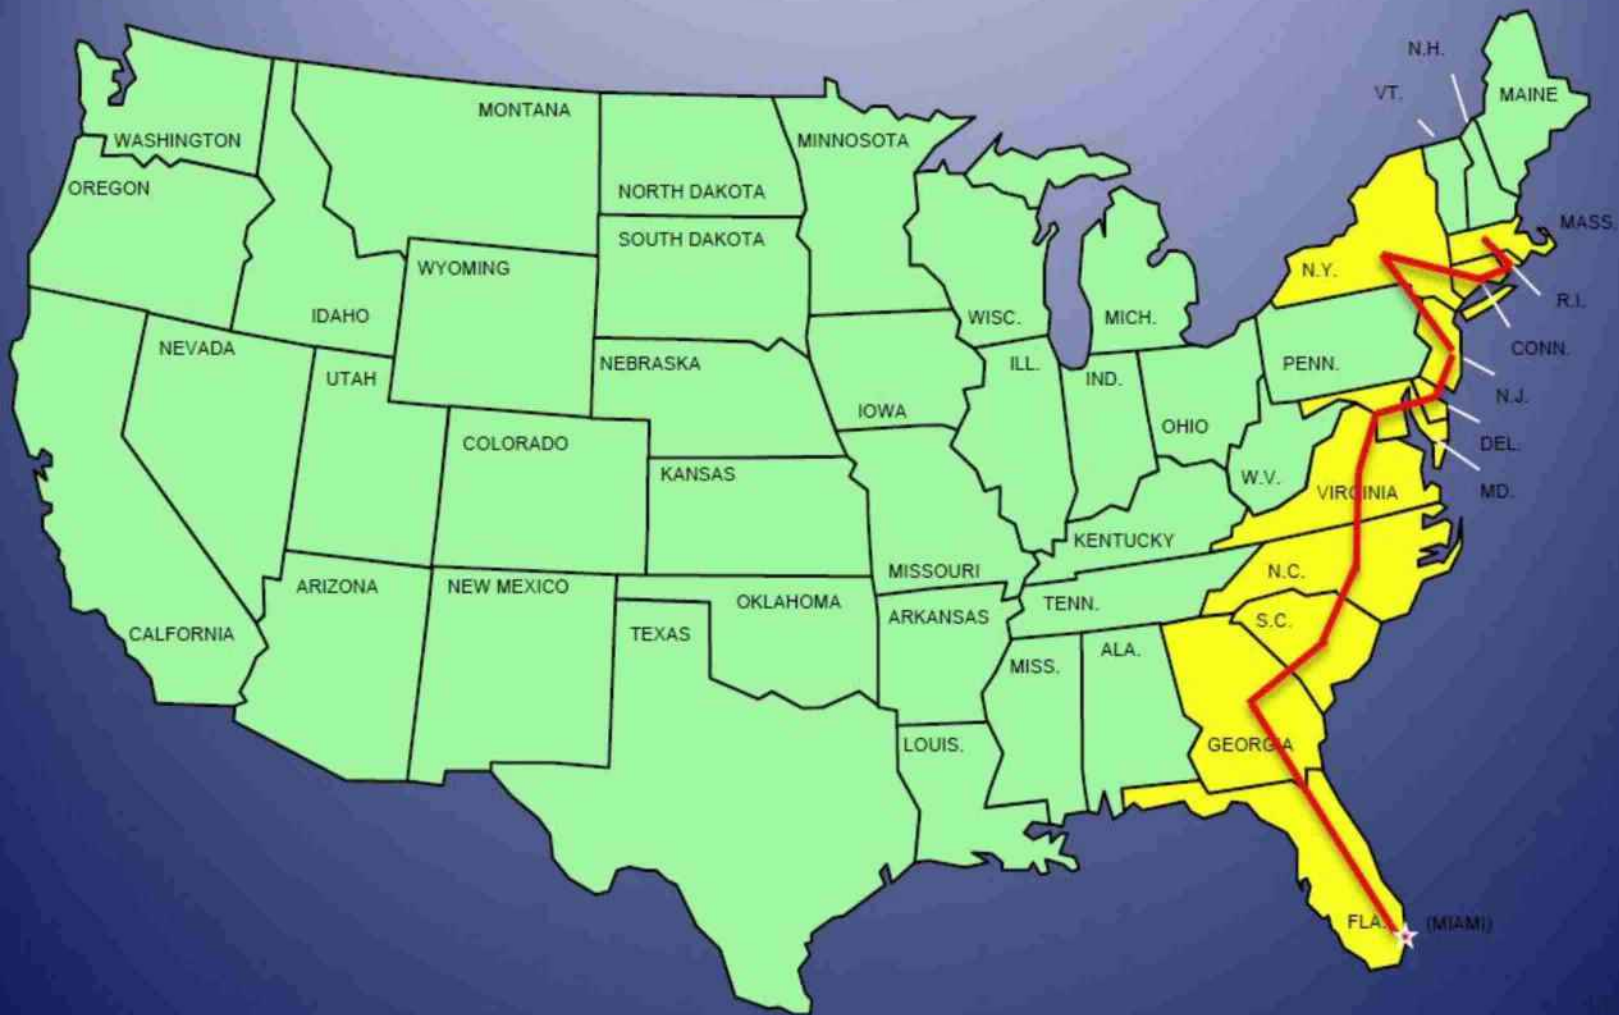 N.H.
VT.
MAINE
MONTANA
WASHINGTON
MINNOSOTA
OREGON
NORTH DAKOTA
MASS.
SOUTH DAKOTA
WYOMING
N.Y.
IDAHO
WISC.
MICH.
R.I.
NEVADA
CONN.
NEBRASKA
ILL.
PENN.
UTAH
IND.
N.J.
IOWA
OHIO
COLORADO
DEL.
KANSAS
W.V.
VIRGINIA
MD.
KENTUCKY
MISSOURI
N.C.
ARIZONA
NEW MEXICO
OKLAHOMA
TENN.
ARKANSAS
S.C.
CALFORNIA
TEXAS
ALA.
MISS.
LOUIS.
GEORGIA
FLA.
(MIAMI)